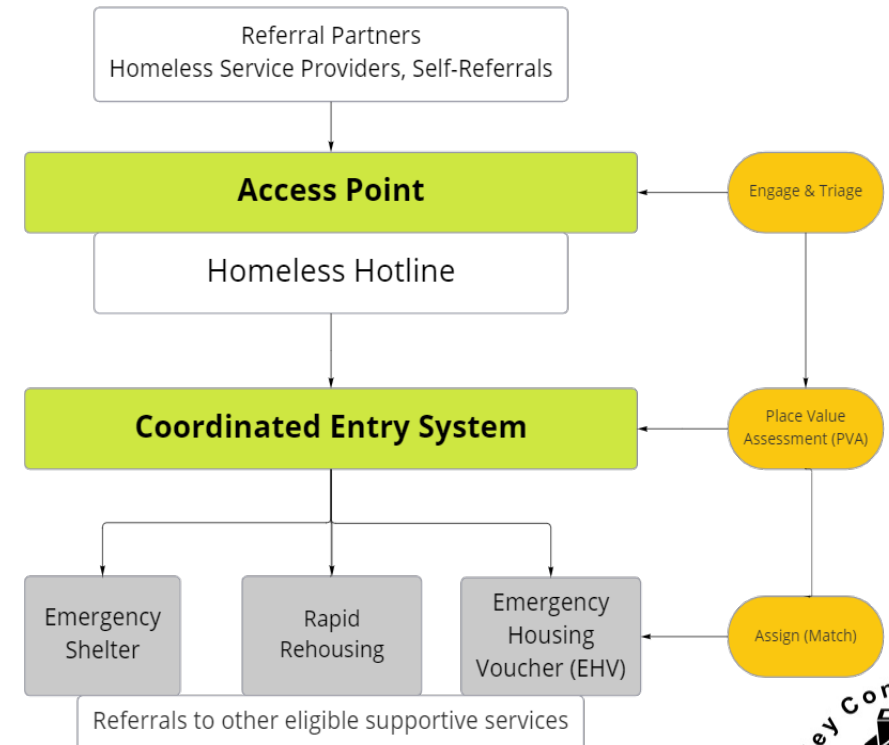 Referral Partners
Homeless Service Providers, Self-Referrals
Access Point
Engage & Triage
Homeless Hotline
Coordinated Entry System
Place Value
Assessment (PVA)
Emergency
Shelter
Rapid
Rehousing
Emergency
Housing
Voucher (EHV)
Assign (Match)
Referrals to other eligible supportive services